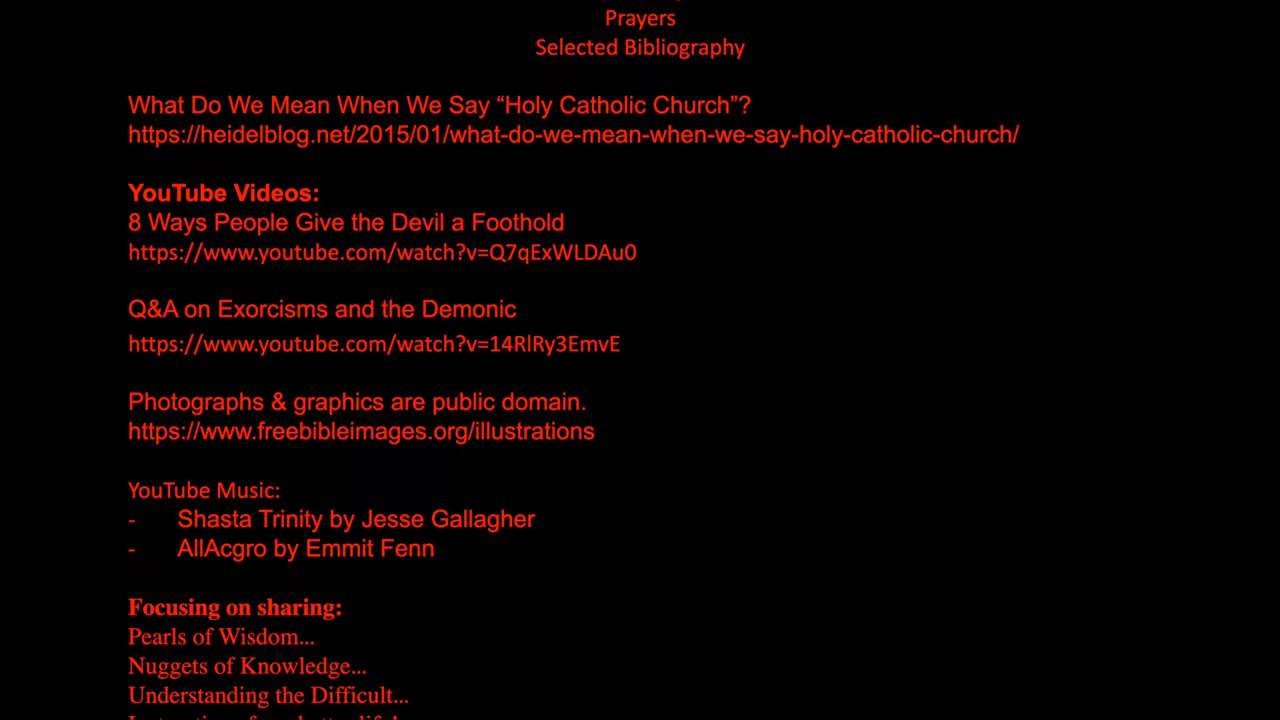 Prayers
Selected Bibliography
What Do We Mean When We Say “Holy Catholic Church”?
https://heidelblog.net/2015/01/what-do-we-mean-when-we-say-holy-catholic-church/
YouTube Videos:
8 Ways People Give the Devil a Foothold
https://www.youtube.com/watch?v=Q7qExWLDAu0
Q&A on Exorcisms and the Demonic
https://www.youtube.com/watch?v=14RlRy3EmvE
Photographs & graphics are public domain.
https://www.freebibleimages.org/illustrations
YouTube Music:
- Shasta Trinity by Jesse Gallagher
- AllAcgro by Emmit Fenn
Focusing on sharing:
Pearls of Wisdom...
Nuggets of Knowledge...
Understanding the Difficult...